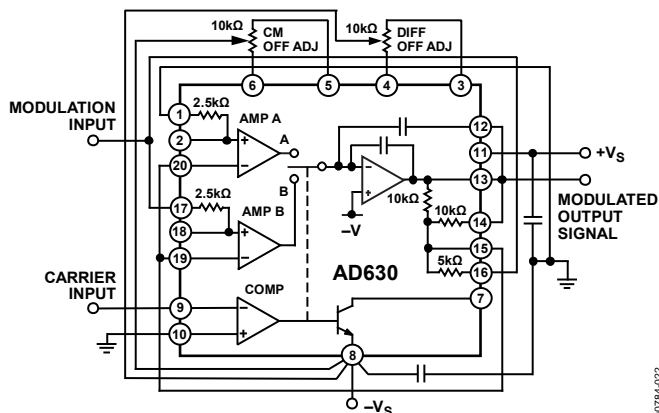 10kΩ
CM
OFF ADJ
10kΩ
DIFF
OFF ADJ
6
5
4
3
MODULATION
INPUT
1
2.5kΩ
AMP A
2
+
A
20
–
B
17
2.5kΩ
AMP B
18
+
19
–
–
+
–V
10kΩ
10kΩ
5kΩ
12
11
13
14
15
16
7
+VS
MODULATED
OUTPUT
SIGNAL
AD630
CARRIER
INPUT
9
–
COMP
10
+
8
–VS
00784-022